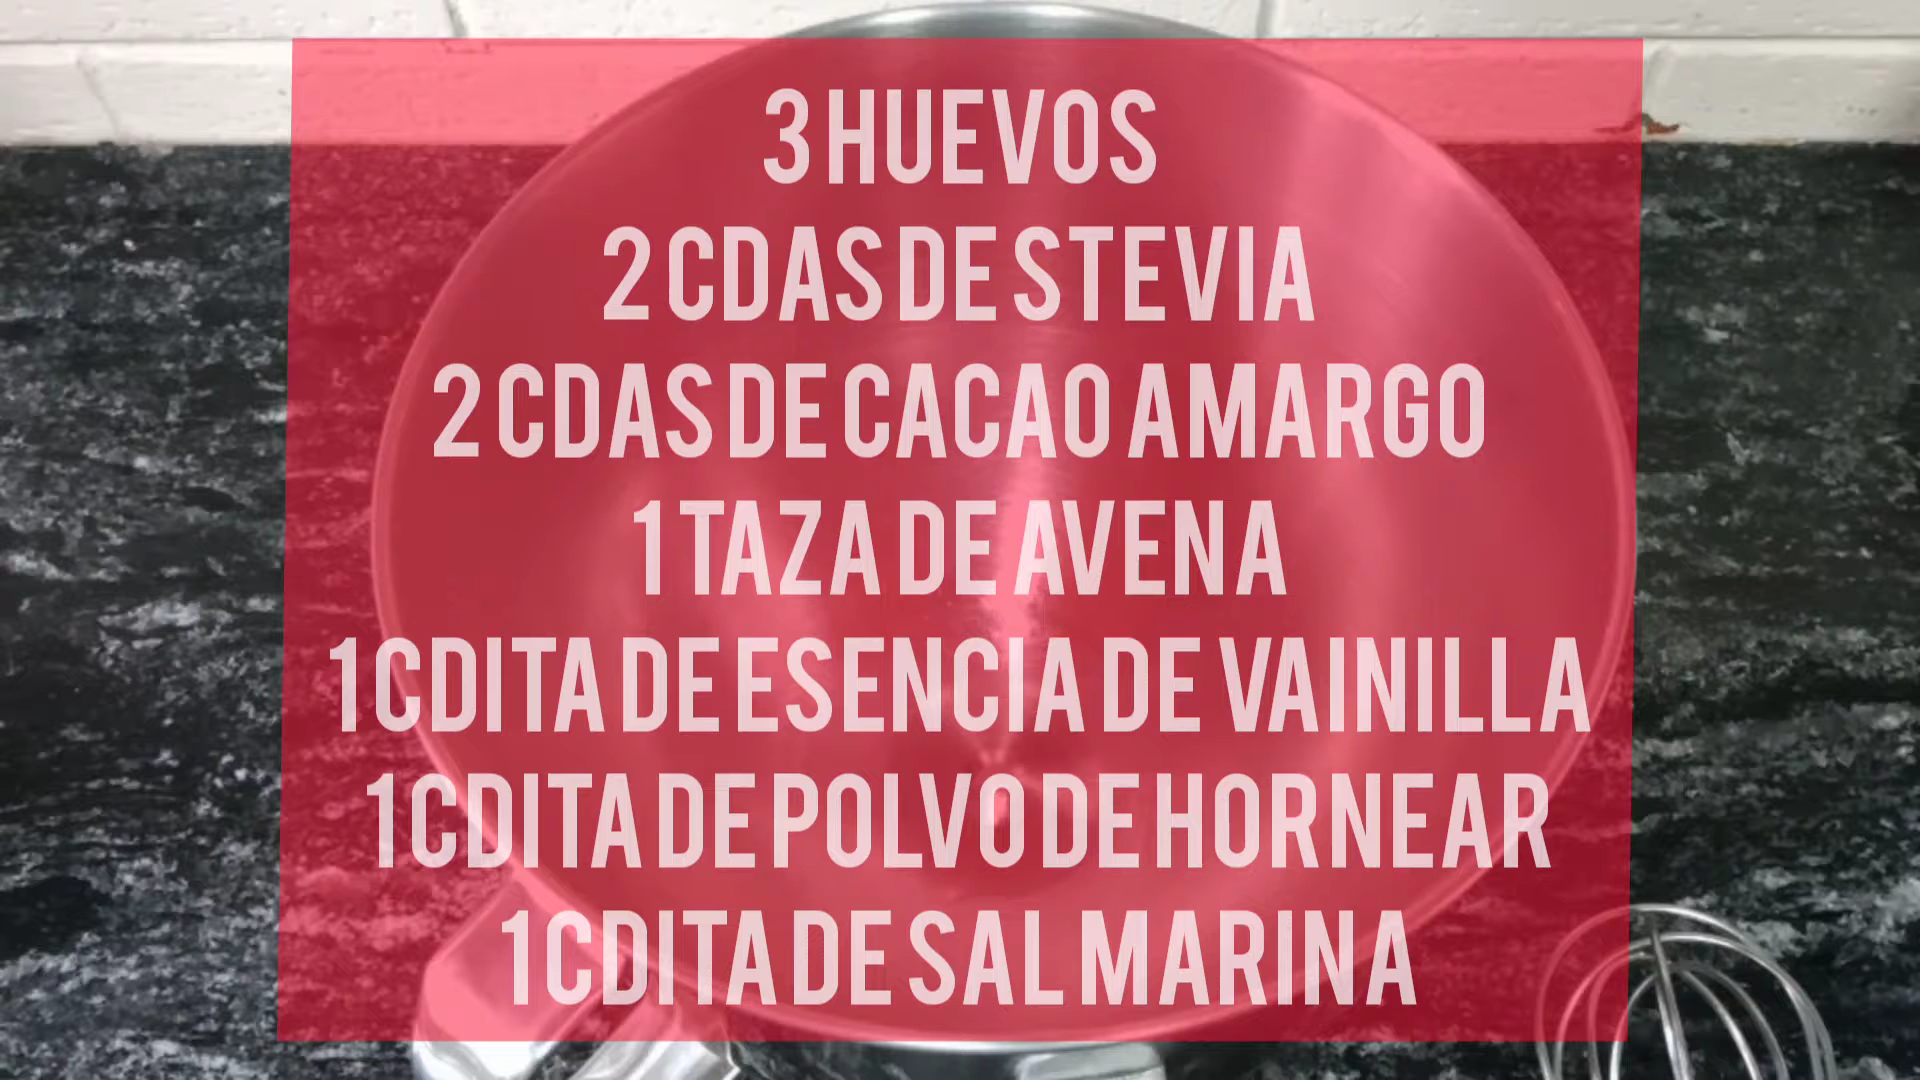 3 HUEVOS
2 CDAS DE STEVIA
2 CDAS DE CACAO AMARGO
1 TAZA DE AVENA
1 CDITA DE ESENCIA DE VAINILLA
1 CDITA DE POLVO DE HORNEAR
1 CDITA DE SAL MARINA